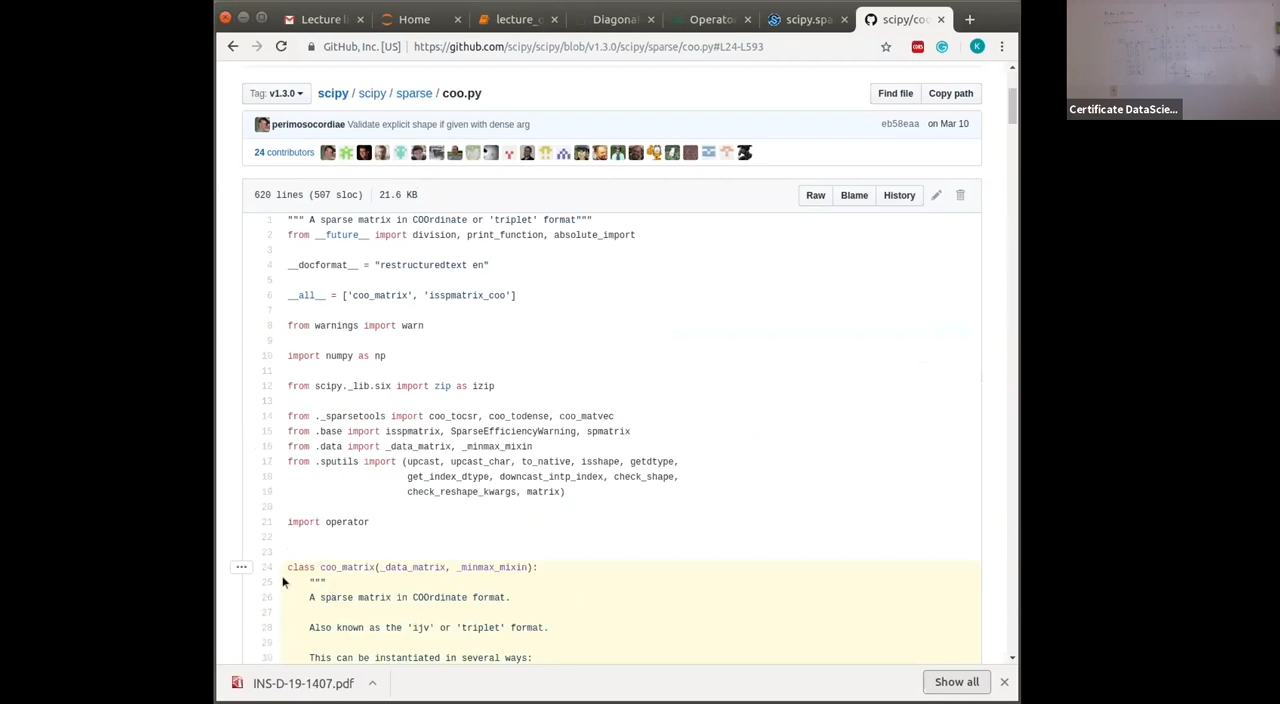 Lecture l
Home
lecture_
Diagona
Operato
scipy.spa
scipy/coo
GitHub, Inc. [US]
https://github.com/scipy/scipy/blob/v1.3.0/scipy/sparse/coo.py#L24-L593
Certificate DataScie...
Tag: v1.3.0
scipy / scipy / sparse / coo.py
Find file
Copy path
perimosocordiae Validate explicit shape if given with dense arg
eb58eaa on Mar 10
24 contributors
620 lines (507 sloc) 21.6 KB
Raw
Blame
History
1 """ A sparse matrix in COOrdinate or 'triplet' format"""
2 from __future__ import division, print_function, absolute_import
3
4 __docformat__ = "restructuredtext en"
5
6 __all__ = ['coo_matrix', 'isspmatrix_coo']
7
8 from warnings import warn
9
10 import numpy as np
11
12 from scipy._lib.six import zip as izip
13
14 from ._sparsetools import coo_tocsr, coo_todense, coo_matvec
15 from .base import isspmatrix, SparseEfficiencyWarning, spmatrix
16 from .data import _data_matrix, _minmax_mixin
17 from .sputils import (upcast, upcast_char, to_native, isshape, getdtype,
18 get_index_dtype, downcast_intp_index, check_shape,
19 check_reshape_kwargs, matrix)
20
21 import operator
22
23
24 class coo_matrix(_data_matrix, _minmax_mixin):
25 """
26 A sparse matrix in COOrdinate format.
27
28 Also known as the 'ijv' or 'triplet' format.
29
30 This can be instantiated in several ways:
INS-D-19-1407.pdf
Show all